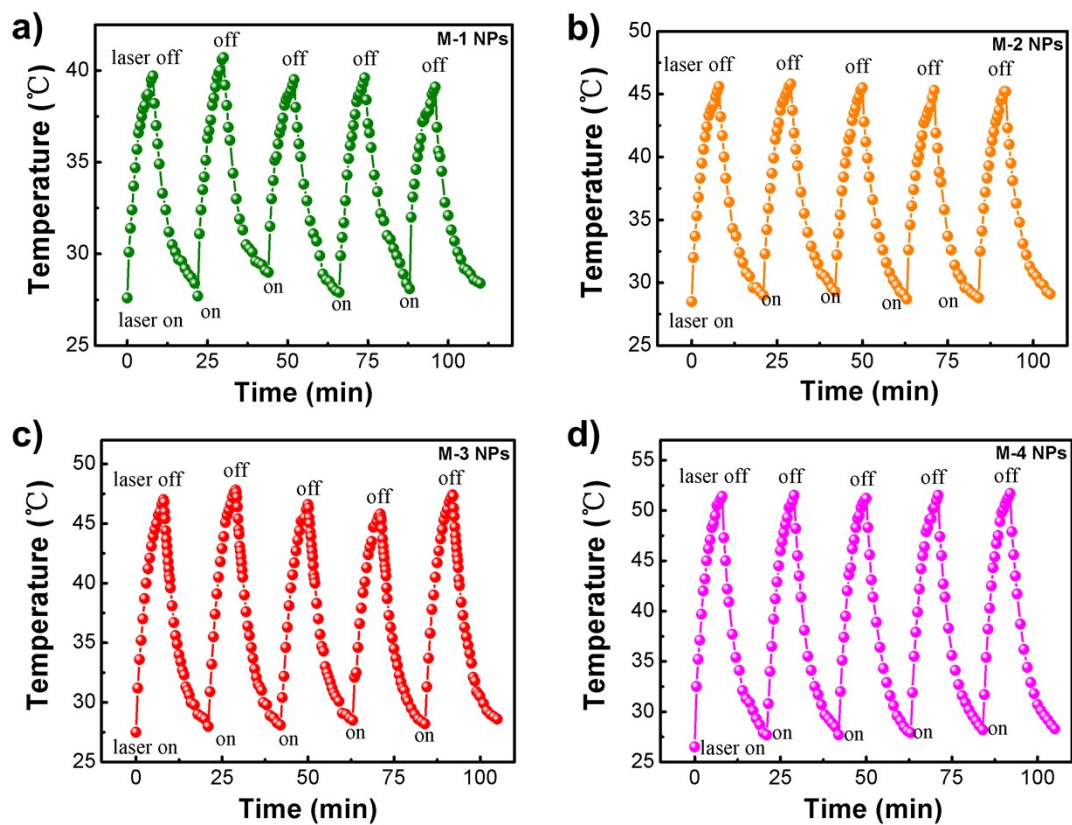 a)
M-1 NPs
laser off
off
off
off
off
40
35
30
25
Temperature (℃)
laser on
on
on
on
on
0
25
50
75
100
Time (min)
b)
M-2 NPs
laser off
off
off
off
off
50
45
40
35
30
25
Temperature (℃)
laser on
on
on
on
on
0
25
50
75
100
Time (min)
c)
M-3 NPs
laser off
off
off
off
off
50
45
40
35
30
25
Temperature (℃)
laser on
on
on
on
on
0
25
50
75
100
Time (min)
d)
M-4 NPs
laser off
off
off
off
off
55
50
45
40
35
30
25
Temperature (℃)
laser on
on
on
on
on
0
25
50
75
100
Time (min)